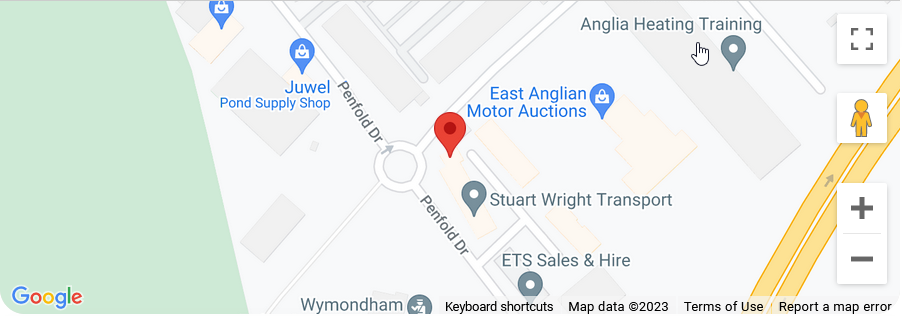 Anglia Heating Training
Juwel
Pond Supply Shop
Penfold Dr
East Anglian
Motor Auctions
Stuart Wright Transport
Penfold Dr
ETS Sales & Hire
Wymondham
Google
Keyboard shortcuts
Map data ©2023
Terms of Use
Report a map error